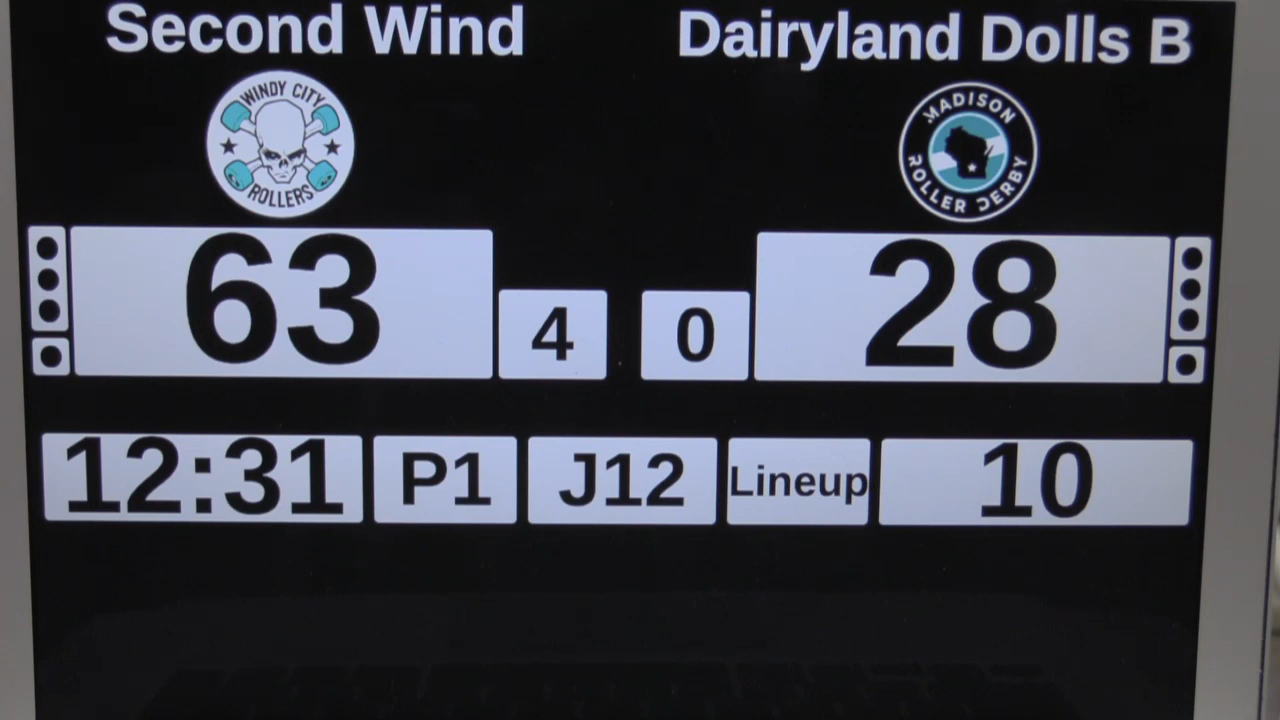 Second Wind
Dairyland Dolls B
WINDY CITY
ROLLERS
MADISON
ROLLER DERBY
63
4
0
28
12:31
P1
J12
Lineup
10